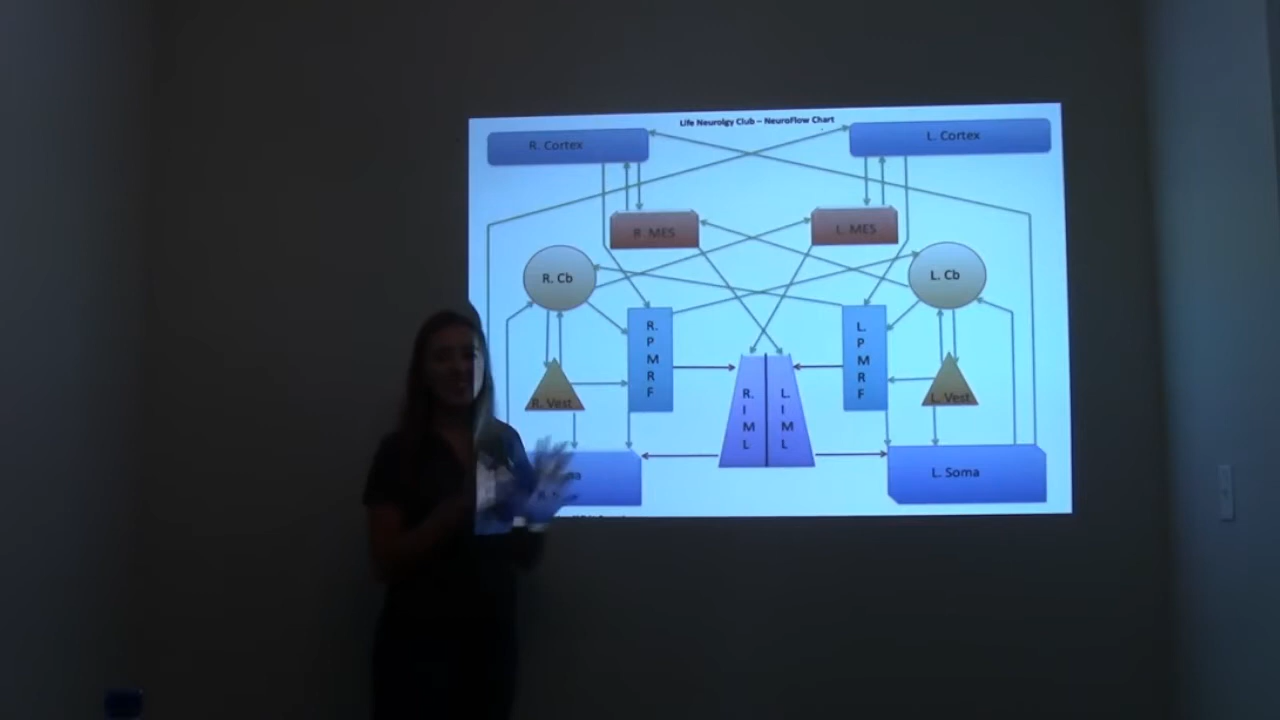 Life Neurolgy Club – NeuroFlow Chart
R. Cortex
L. Cortex
R. MES
L. MES
R. Cb
L. Cb
R.
P
M
R
F
L.
P
M
R
F
R. Vest
L. Vest
R.
I
M
L
L.
I
M
L
L. Soma